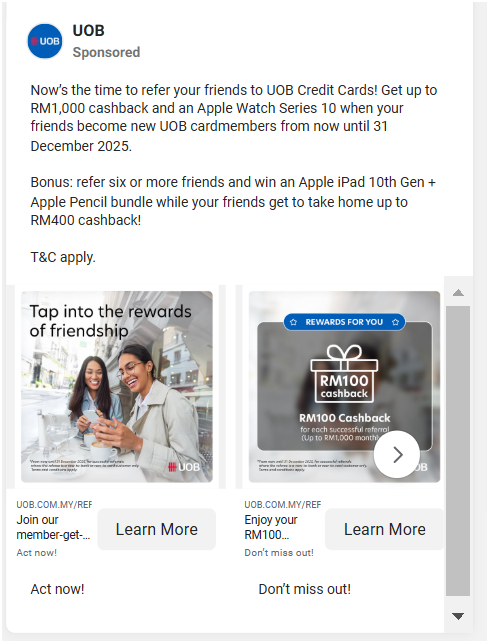 UOB
UOB
Sponsored
Now's the time to refer your friends to UOB Credit Cards! Get up to
RM1,000 cashback and an Apple Watch Series 10 when your
friends become new UOB cardmembers from now until 31
December 2025.
Bonus: refer six or more friends and win an Apple iPad 10th Gen +
Apple Pencil bundle while your friends get to take home up to
RM400 cashback!
T&C apply.
Tap into the rewards
of friendship
UOB
REWARDS FOR YOU
RM100
cashback
RM100 Cashback
for each successful referral
(Up to RM1,000 monthl
OB
UOB.COM.MY/REF
Join our
member-get-...
Act now!
Learn More
UOB.COM.MY/REF
Enjoy your
RM100...
Don't miss out!
Learn More
Act now!
Don't miss out!